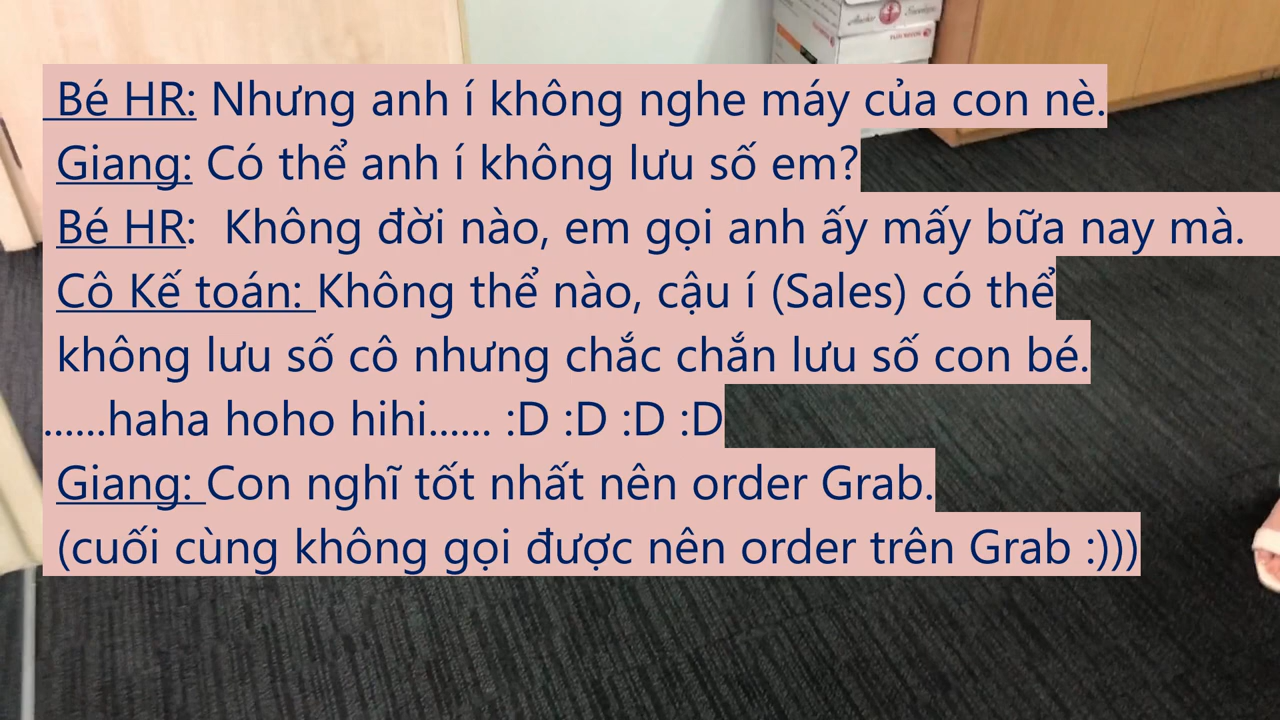 Bé HR: Nhưng anh í không nghe máy của con nè.
Giang: Có thể anh í không lưu số em?
Bé HR:  Không đời nào, em gọi anh ấy mấy bữa nay mà.
Cô Kế toán: Không thể nào, cậu í (Sales) có thể
không lưu số cô nhưng chắc chắn lưu số con bé.
......haha hoho hihi...... :D :D :D :D
Giang: Con nghĩ tốt nhất nên order Grab.
(cuối cùng không gọi được nên order trên Grab :)))